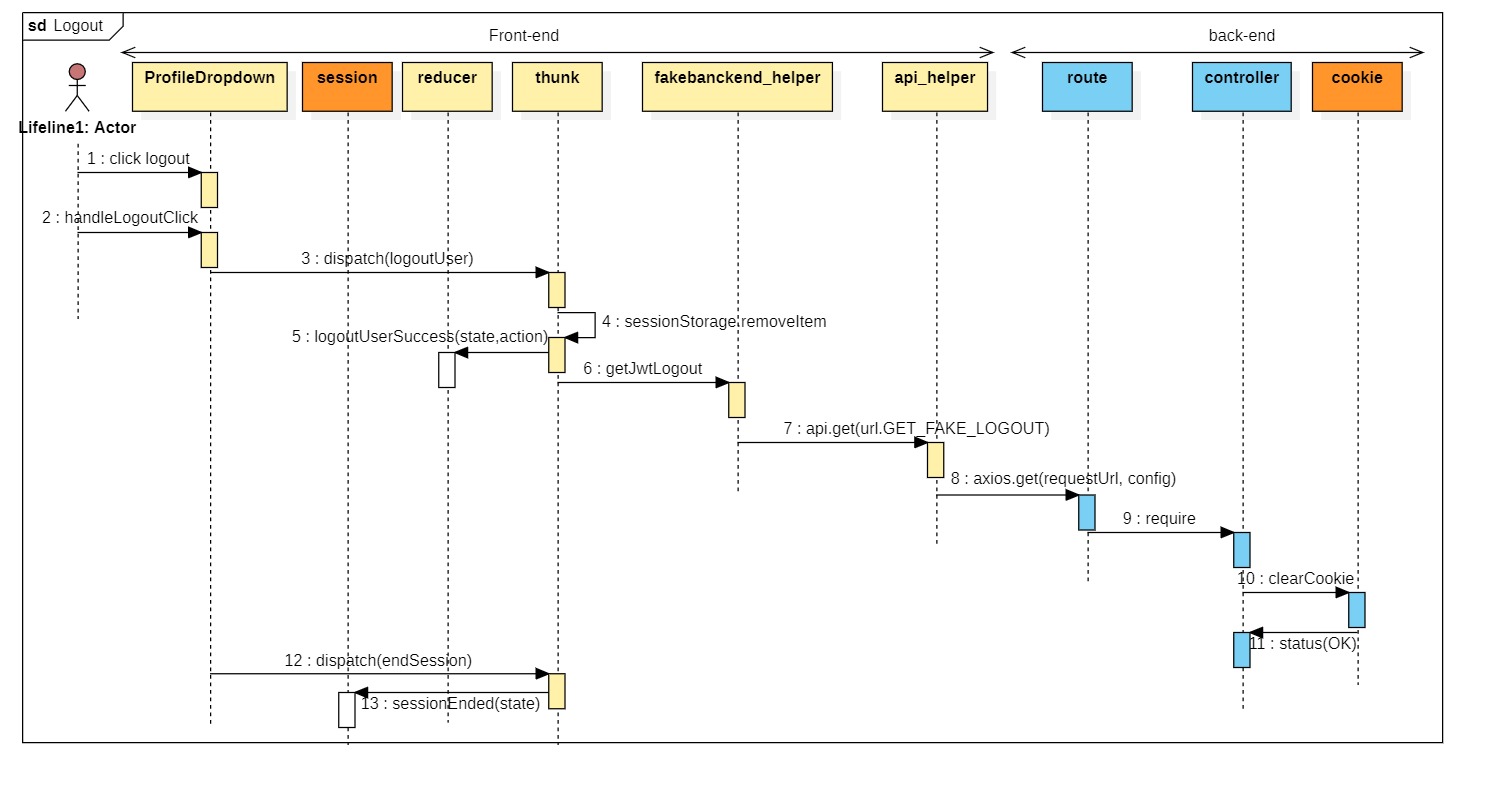 sd Logout
Front-end
back-end
ProfileDropdown
session
reducer
thunk
fakebanckend_helper
api_helper
route
controller
cookie
Lifeline1: Actor
1 : click logout
2 : handleLogoutClick
3 : dispatch(logoutUser)
4 : sessionStorage.removeItem
5 : logoutUserSuccess(state,action)
6 : getJwtLogout
7 : api.get(url.GET_FAKE_LOGOUT)
8 : axios.get(requestUrl, config)
9 : require
10 : clearCookie
11 : status(OK)
12 : dispatch(endSession)
13 : sessionEnded(state)